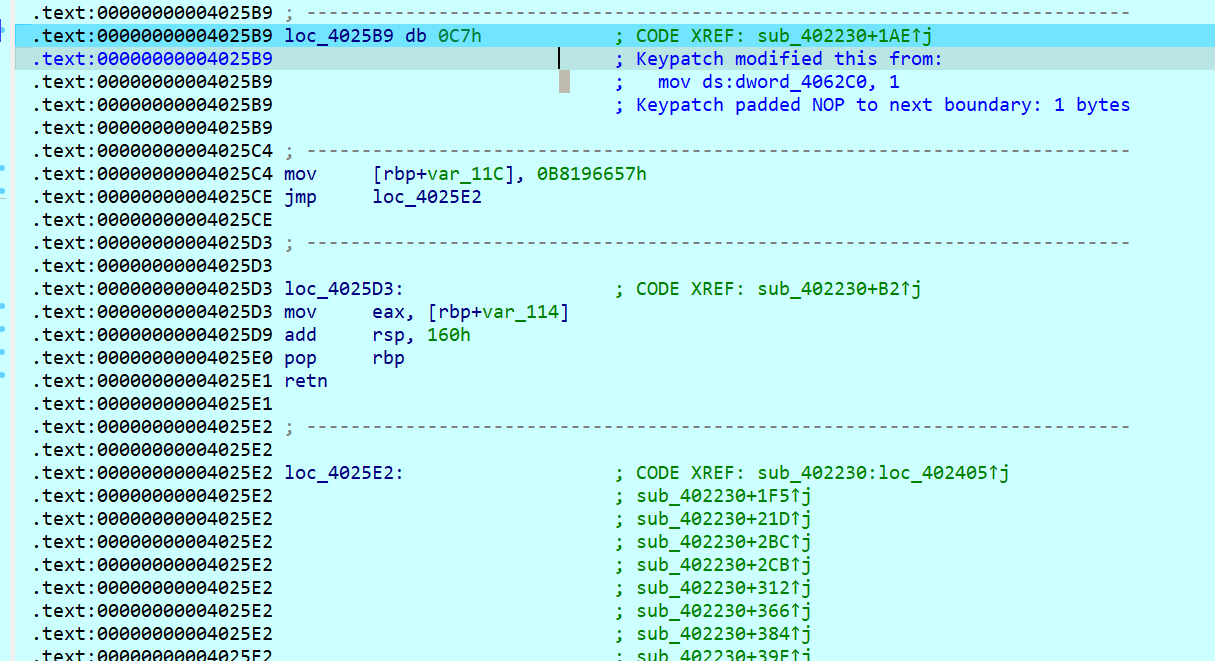 .text:00000000004025B9 ; ---------------------------------------------------------------------------
.text:00000000004025B9 loc_4025B9 db 0C7h ; CODE XREF: sub_402230+1AE↑j
.text:00000000004025B9 ; Keypatch modified this from:
.text:00000000004025B9 ; mov ds:dword_4062C0, 1
.text:00000000004025B9 ; Keypatch padded NOP to next boundary: 1 bytes
.text:00000000004025B9
.text:00000000004025C4 ; ---------------------------------------------------------------------------
.text:00000000004025C4 mov [rbp+var_11C], 0B8196657h
.text:00000000004025CE jmp loc_4025E2
.text:00000000004025CE
.text:00000000004025D3 ; ---------------------------------------------------------------------------
.text:00000000004025D3
.text:00000000004025D3 loc_4025D3: ; CODE XREF: sub_402230+B2↑j
.text:00000000004025D3 mov eax, [rbp+var_114]
.text:00000000004025D9 add rsp, 160h
.text:00000000004025E0 pop rbp
.text:00000000004025E1 retn
.text:00000000004025E1
.text:00000000004025E2 ; ---------------------------------------------------------------------------
.text:00000000004025E2
.text:00000000004025E2 loc_4025E2: ; CODE XREF: sub_402230:loc_402405↑j
.text:00000000004025E2 ; sub_402230+1F5↑j
.text:00000000004025E2 ; sub_402230+21D↑j
.text:00000000004025E2 ; sub_402230+2BC↑j
.text:00000000004025E2 ; sub_402230+2CB↑j
.text:00000000004025E2 ; sub_402230+312↑j
.text:00000000004025E2 ; sub_402230+366↑j
.text:00000000004025E2 ; sub_402230+384↑j
.text:00000000004025E2 ; sub_402230+39F↑j